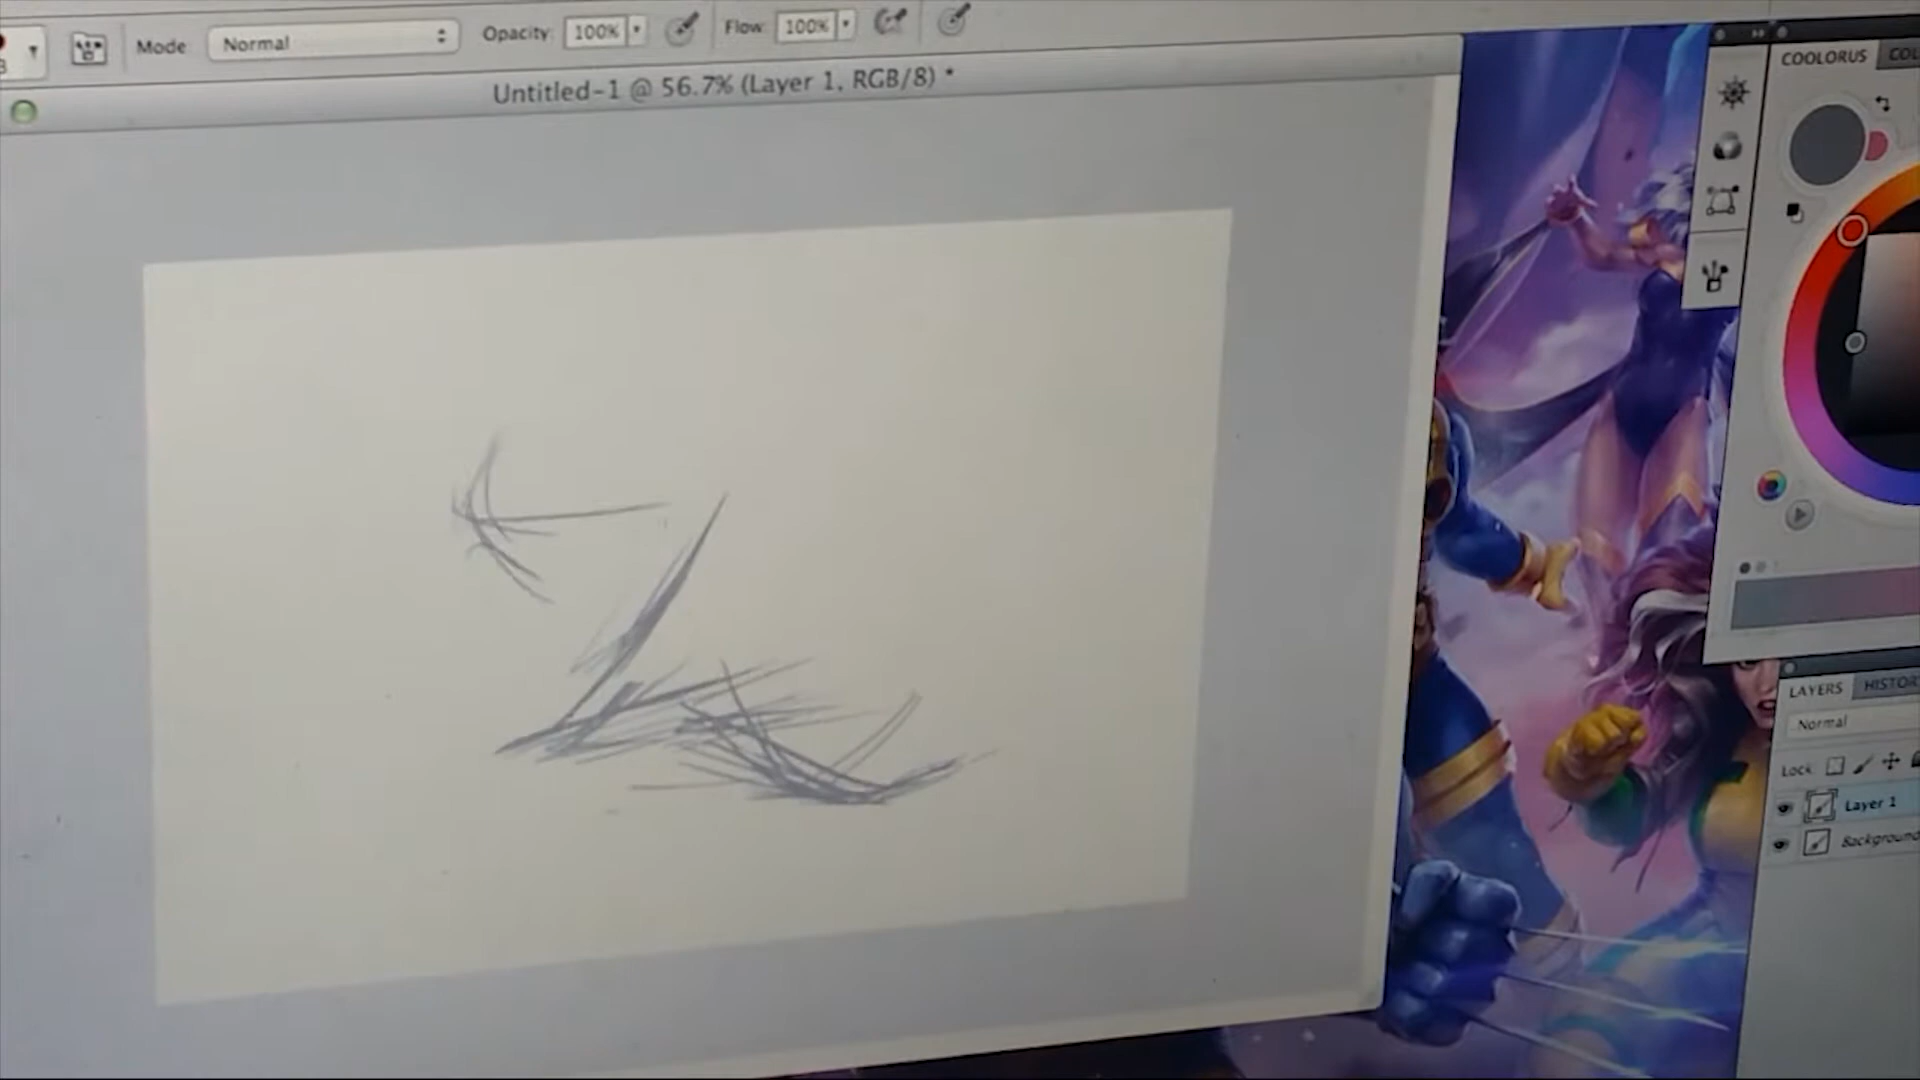 Mode Normal Opacity: 100% Flow: 100%
Untitled-1 @ 56.7% (Layer 1, RGB/8) *
COOLORUS
LAYERS
Normal
Lock:
Layer 1
Background